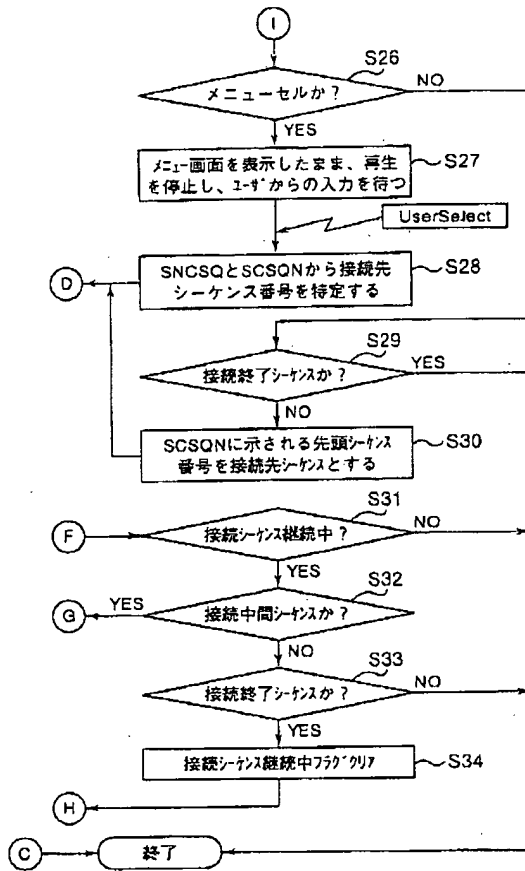 I
S26
メニューセルか?
NO
YES
メニュー画面を表示したまま、再生
を停止し、ユーザからの入力を待つ
S27
UserSelect
SNCSQとSCSQNから接続先
シーケンス番号を特定する
S28
D
S29
接続終了シーケンスか?
YES
NO
SCSQNに示される先頭シーケンス
番号を接続先シーケンスとする
S30
S31
F
接続シーケンス継続中?
NO
YES
S32
G
YES
接続中間シーケンスか?
NO
S33
接続終了シーケンスか?
NO
YES
接続シーケンス継続中フラグクリア
S34
H
C
終了